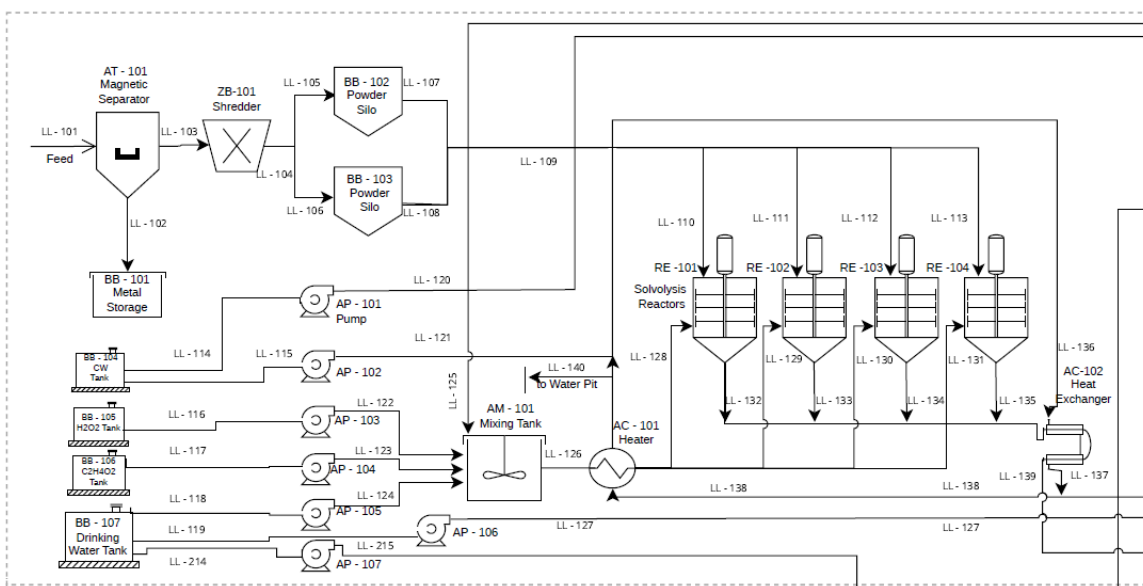 AT - 101
Magnetic
Separator
LL - 101
Feed
LL - 103
LL - 102
BB - 101
Metal
Storage
ZB-101
Shredder
LL - 104
LL - 105
LL - 106
BB - 102
Powder
Silo
LL - 107
BB - 103
Powder
Silo
LL - 108
LL - 109
LL - 110
LL - 111
LL - 112
LL - 113
RE -101
RE -102
RE -103
RE -104
Solvolysis
Reactors
LL - 128
LL - 129
LL - 130
LL - 131
LL - 132
LL - 133
LL - 134
LL - 135
LL - 136
AC-102
Heat
Exchanger
LL - 139
LL - 137
LL - 138
LL - 138
BB - 104
CW
Tank
LL - 114
LL - 115
AP - 101
Pump
LL - 120
AP - 102
LL - 121
LL - 140
to Water Pit
BB - 105
H2O2 Tank
LL - 116
AP - 103
LL - 122
BB - 106
C2H4O2
Tank
LL - 117
AP - 104
LL - 123
LL - 125
AM - 101
Mixing Tank
LL - 126
AC - 101
Heater
BB - 107
Drinking
Water Tank
LL - 118
AP - 105
LL - 124
LL - 119
AP - 106
LL - 127
LL - 127
LL - 214
AP - 107
LL - 215